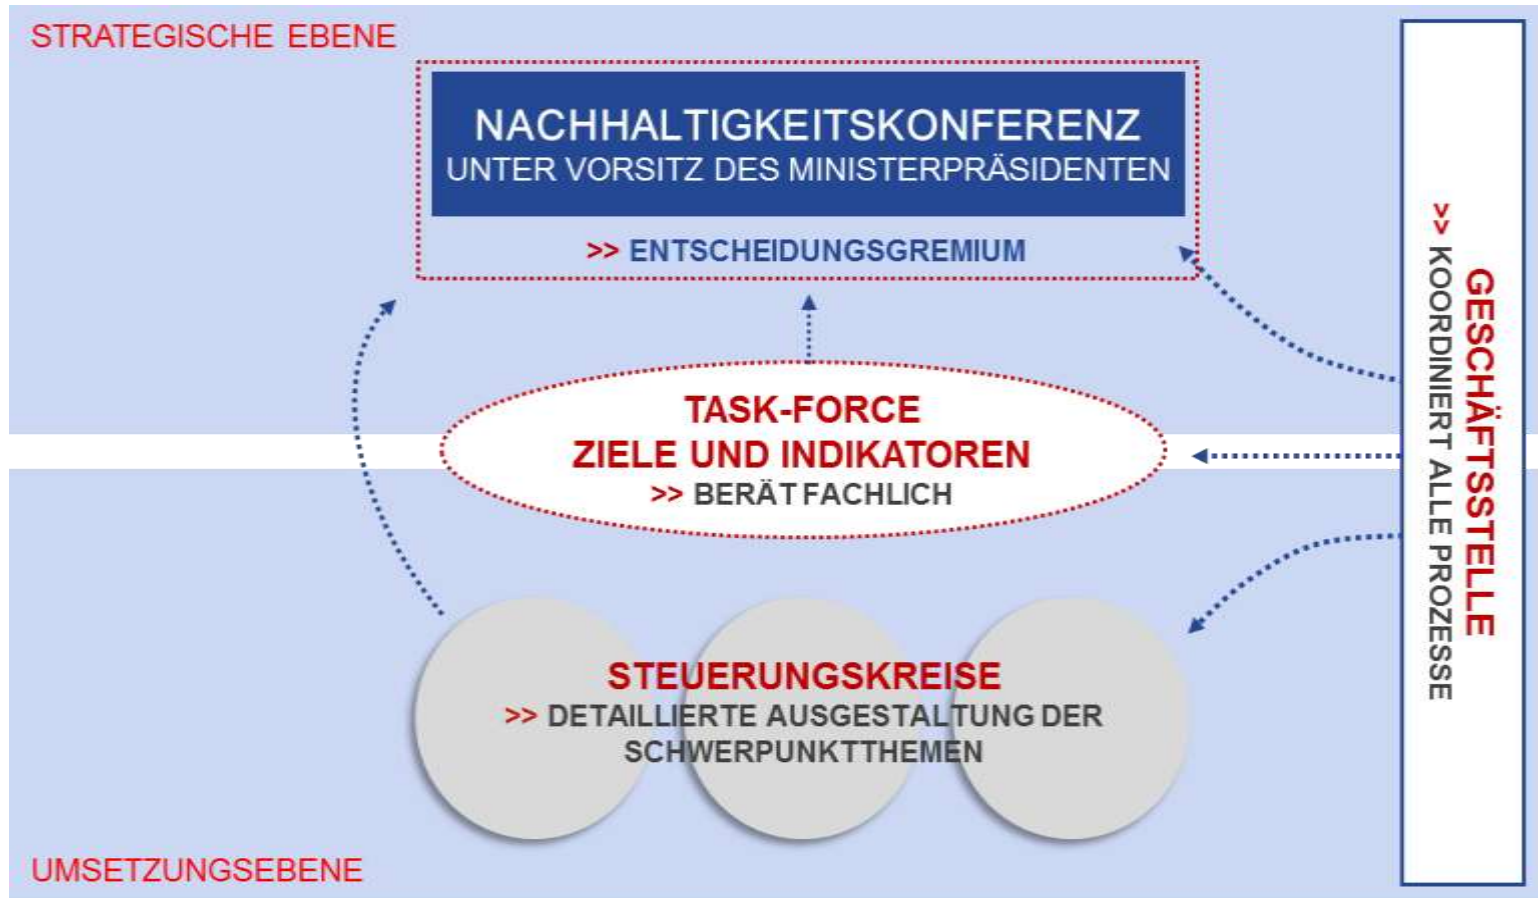 STRATEGISCHE EBENE
NACHHALTIGKEITSKONFERENZ
UNTER VORSITZ DES MINISTERPRÄSIDENTEN
>> ENTSCHEIDUNGSGREMIUM
TASK-FORCE
ZIELE UND INDIKATOREN
>> BERÄT FACHLICH
STEUERUNGSKREISE
>> DETAILLIERTE AUSGESTALTUNG DER
SCHWERPUNKTTHEMEN
UMSETZUNGSEBENE
GESCHÄFTSSTELLE
>> KOORDINIERT ALLE PROZESSE